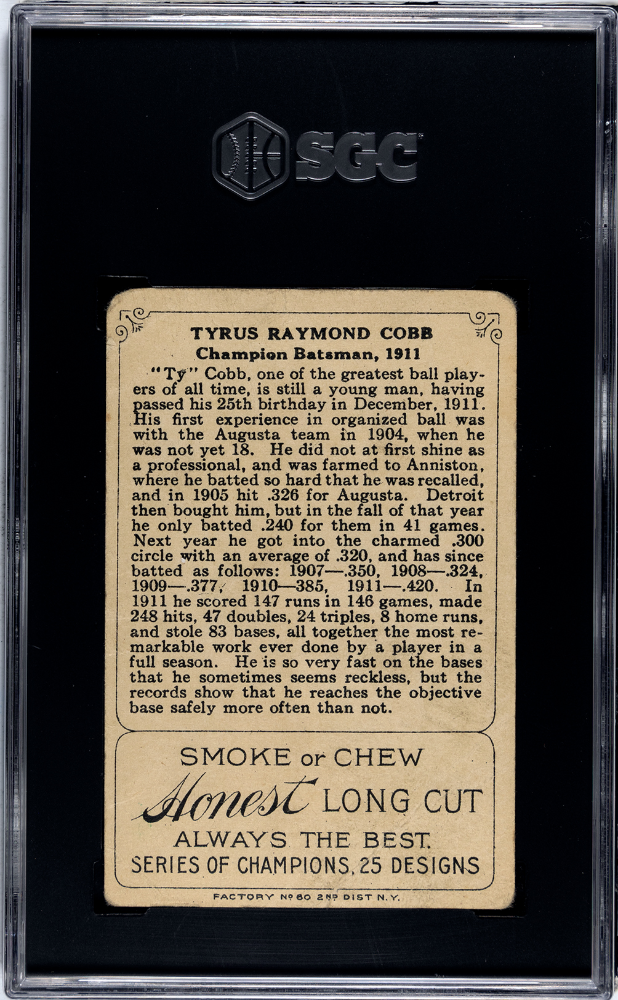 SGC
TYRUS RAYMOND COBB
Champion Batsman, 1911
"Ty" Cobb, one of the greatest ball play-
ers of all time, is still a young man, having
passed his 25th birthday in December, 1911.
His first experience in organized ball was
with the Augusta team in 1904, when he
was not yet 18. He did not at first shine as
a professional, and was farmed to Anniston,
where he batted so hard that he was recalled,
and in 1905 hit .326 for Augusta. Detroit
then bought him, but in the fall of that year
he only batted .240 for them in 41 games.
Next year he got into the charmed .300
circle with an average of .320, and has since
batted as follows: 1907—.350, 1908—.324,
1909—.377, 1910—385, 1911—.420. In
1911 he scored 147 runs in 146 games, made
248 hits, 47 doubles, 24 triples, 8 home runs,
and stole 83 bases, all together the most re-
markable work ever done by a player in a
full season. He is so very fast on the bases
that he sometimes seems reckless, but the
records show that he reaches the objective
base safely more often than not.
SMOKE or CHEW
Honest LONG CUT
ALWAYS THE BEST.
SERIES OF CHAMPIONS, 25 DESIGNS
FACTORY Nº 60 2ND DIST N.Y.